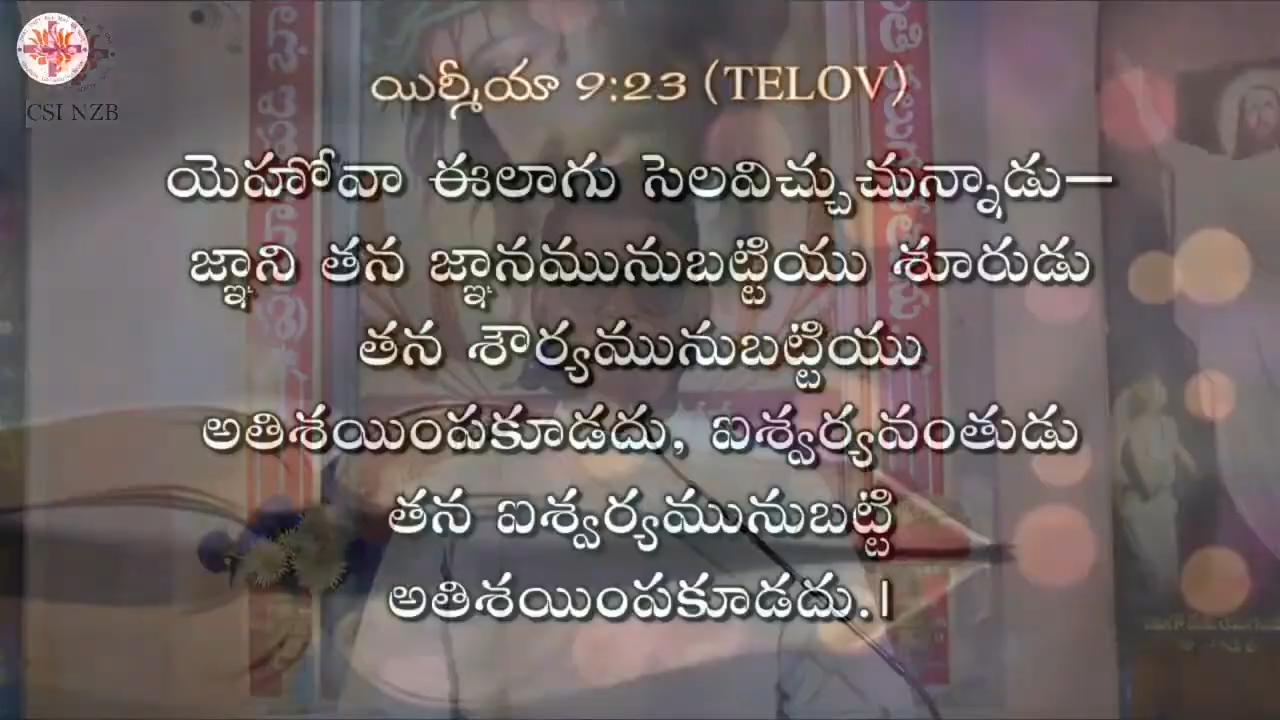 CSI NZB
యిర్మీయా 9:23 (TELOV)
యెహోవా ఈలాగు సెలవిచ్చుచున్నాడు—
జ్ఞాని తన జ్ఞానమునుబట్టియు శూరుడు
తన శౌర్యమునుబట్టియు
అతిశయింపకూడదు, ఐశ్వర్యవంతుడు
తన ఐశ్వర్యమునుబట్టి
అతిశయింపకూడదు.|